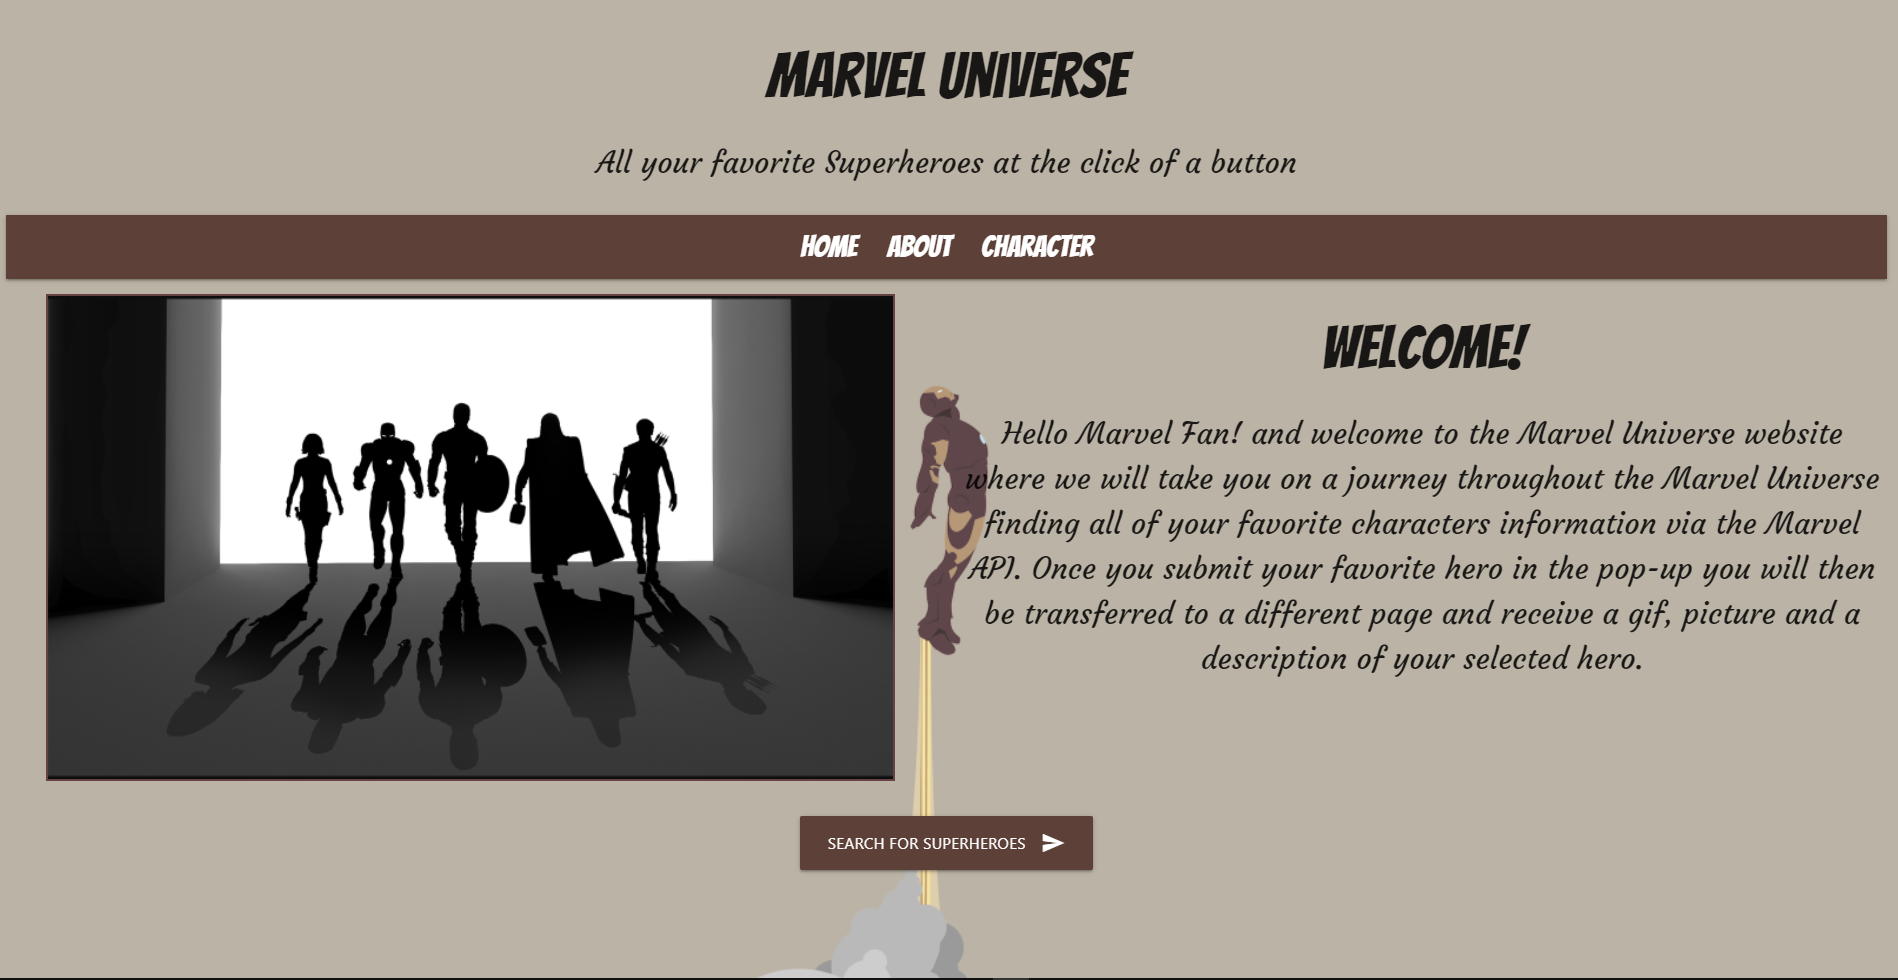 MARVEL UNIVERSE
All your favorite Superheroes at the click of a button
HOME ABOUT CHARACTER
WELCOME!
Hello Marvel Fan! and welcome to the Marvel Universe website
where we will take you on a journey throughout the Marvel Universe
finding all of your favorite characters information via the Marvel
API. Once you submit your favorite hero in the pop-up you will then
be transferred to a different page and receive a gif, picture and a
description of your selected hero.
SEARCH FOR SUPERHEROES